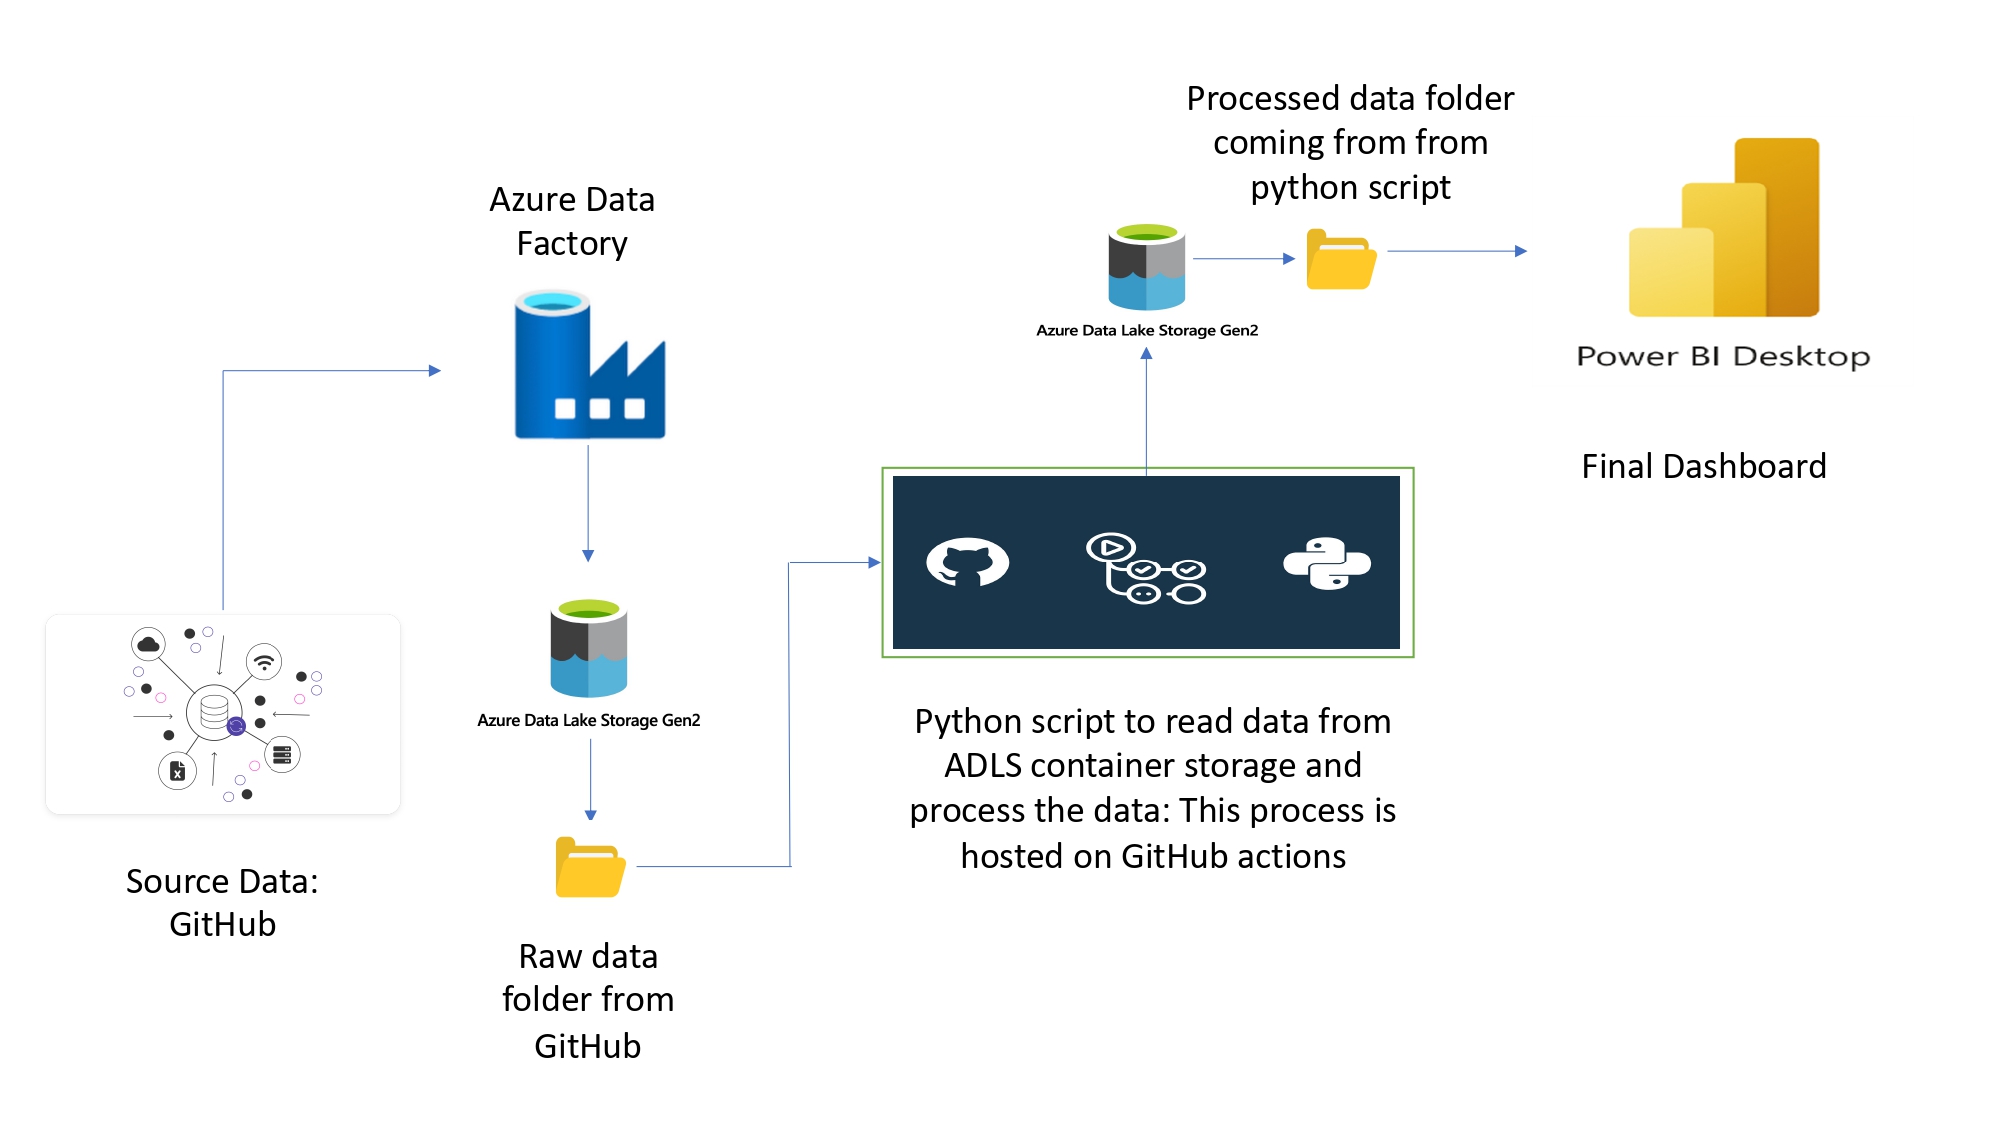 Processed data folder
coming from from
python script
Azure Data
Factory
Azure Data Lake Storage Gen2
Power BI Desktop
Final Dashboard
Azure Data Lake Storage Gen2
Python script to read data from
ADLS container storage and
process the data: This process is
hosted on GitHub actions
Source Data:
GitHub
Raw data
folder from
GitHub